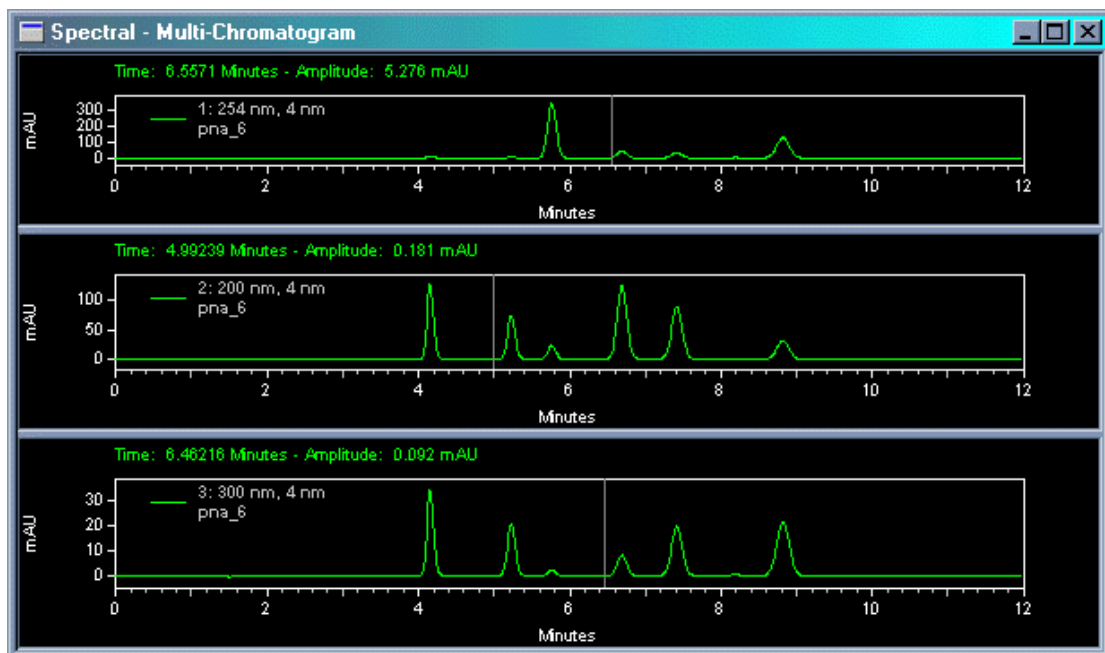 Spectral - Multi-Chromatogram
Time: 6.5571 Minutes - Amplitude: 5.276 mAU
mAU
300
200
100
0
1: 254 nm, 4 nm
pna_6
0 2 4 6 8 10 12
Minutes
Time: 4.99239 Minutes - Amplitude: 0.181 mAU
mAU
100
50
0
2: 200 nm, 4 nm
pna_6
0 2 4 6 8 10 12
Minutes
Time: 6.46216 Minutes - Amplitude: 0.092 mAU
mAU
30
20
10
0
3: 300 nm, 4 nm
pna_6
0 2 4 6 8 10 12
Minutes